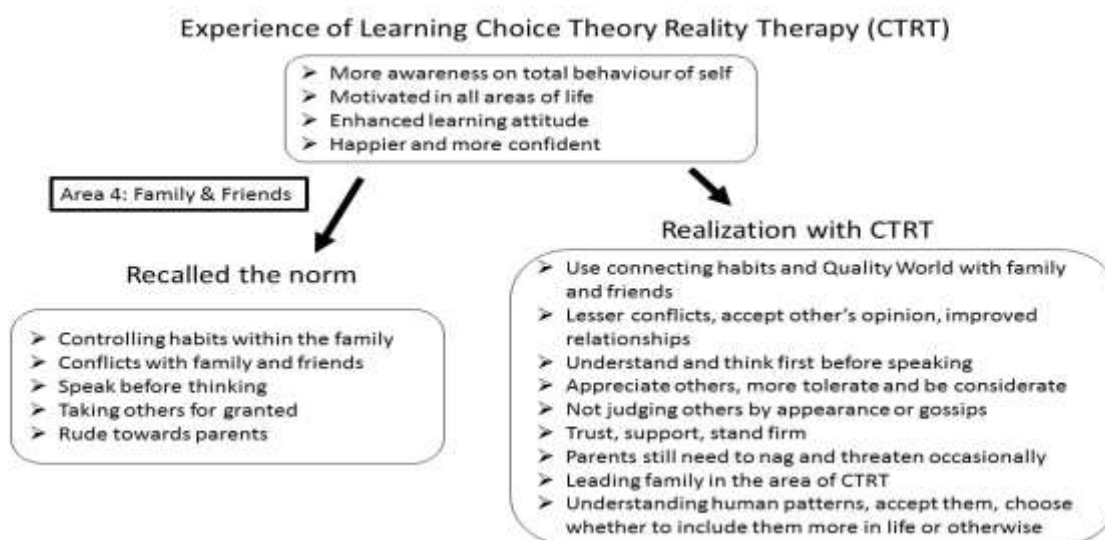 Experience of Learning Choice Theory Reality Therapy (CTRT)
➢ More awareness on total behaviour of self
➢ Motivated in all areas of life
➢ Enhanced learning attitude
➢ Happier and more confident
Area 4: Family & Friends
Recalled the norm
➢ Controlling habits within the family
➢ Conflicts with family and friends
➢ Speak before thinking
➢ Taking others for granted
➢ Rude towards parents
Realization with CTRT
➢ Use connecting habits and Quality World with family
and friends
➢ Lesser conflicts, accept other's opinion, improved
relationships
➢ Understand and think first before speaking
➢ Appreciate others, more tolerate and be considerate
➢ Not judging others by appearance or gossips
➢ Trust, support, stand firm
➢ Parents still need to nag and threaten occasionally
➢ Leading family in the area of CTRT
➢ Understanding human patterns, accept them, choose
whether to include them more in life or otherwise